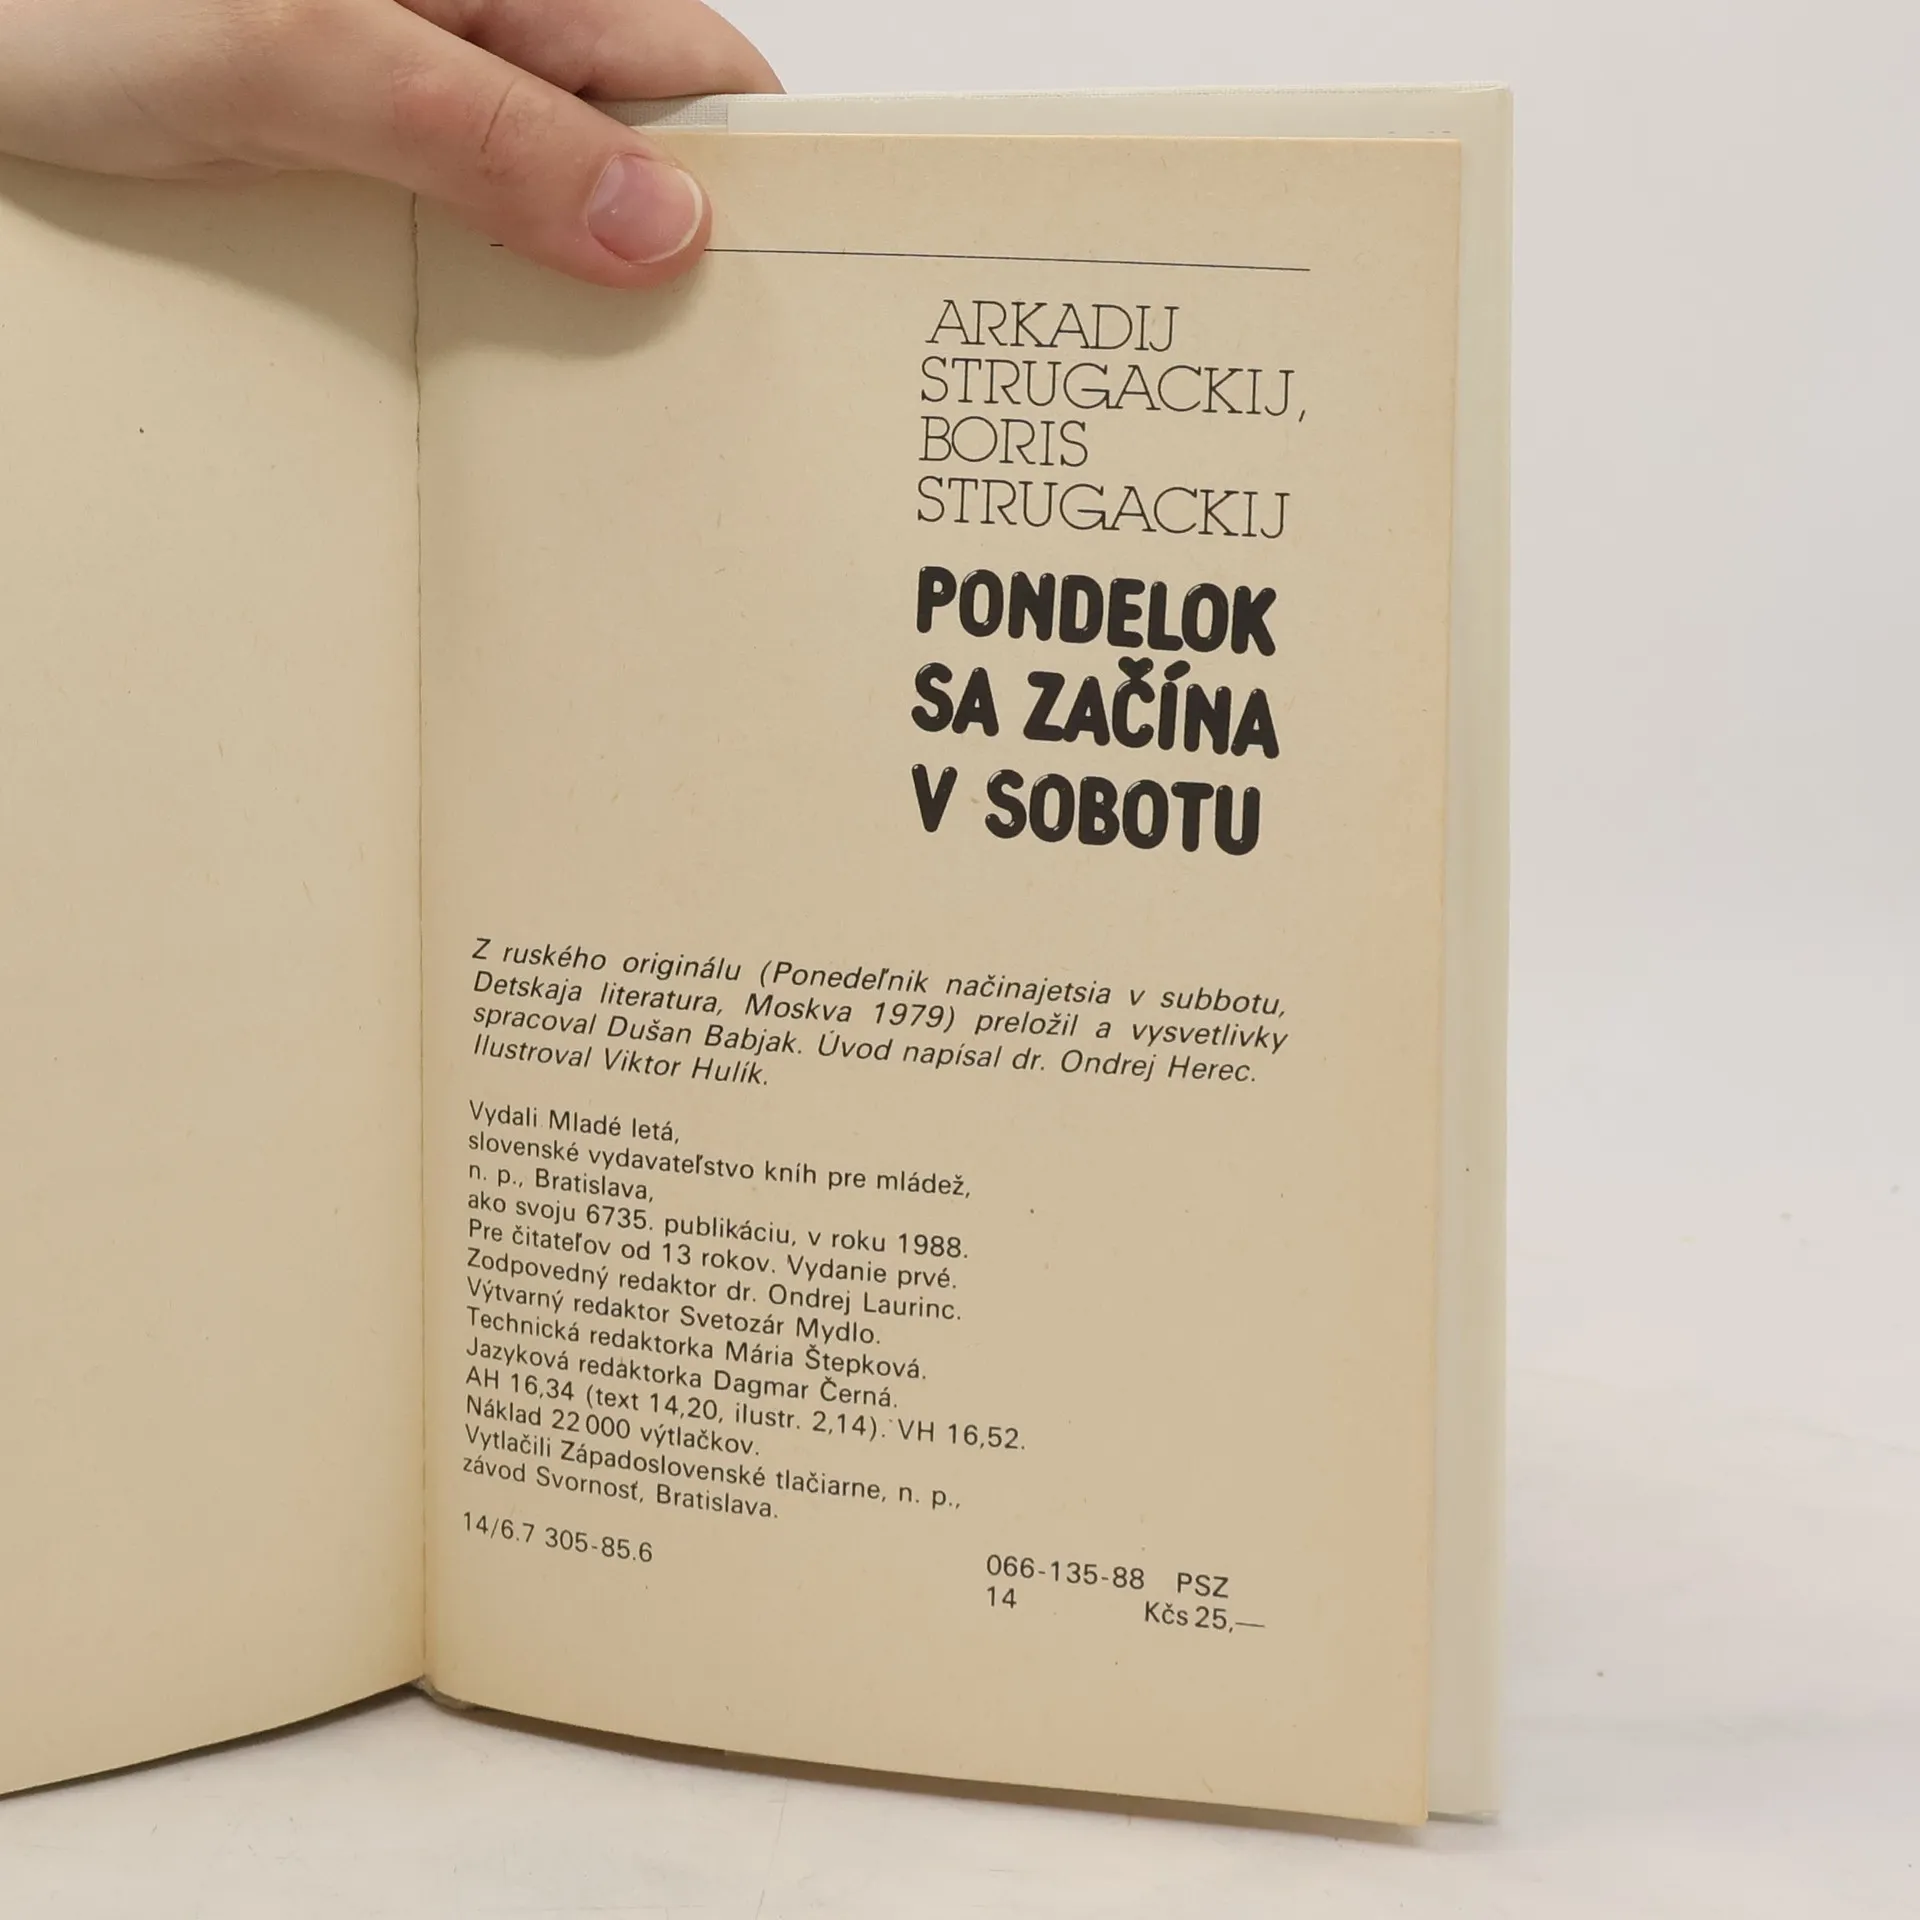 ARKADIJ
STRUGACKIJ,
BORIS
STRUGACKIJ
PONDELOK
SA ZAČÍNA
V SOBOTU
Z ruského originálu (Ponedeľnik načinajetsia v subbotu,
Detskaja literatura, Moskva 1979) preložil a vysvetlivky
spracoval Dušan Babjak. Úvod napísal dr. Ondrej Herec.
Ilustroval Viktor Hulík.
Vydali Mladé letá,
slovenské vydavateľstvo kníh pre mládež,
n. p., Bratislava,
ako svoju 6735. publikáciu, v roku 1988.
Pre čitateľov od 13 rokov. Vydanie prvé.
Zodpovedný redaktor dr. Ondrej Laurinc.
Výtvarný redaktor Svetozár Mydlo.
Technická redaktorka Mária Štepková.
Jazyková redaktorka Dagmar Černá.
AH 16,34 (text 14,20, ilustr. 2,14). VH 16,52.
Náklad 22 000 výtlačkov.
Vytlačili Západoslovenské tlačiarne, n. p.,
závod Svornosť, Bratislava.
14/6.7 305-85.6
066-135-88 PSZ
14 Kčs 25,—